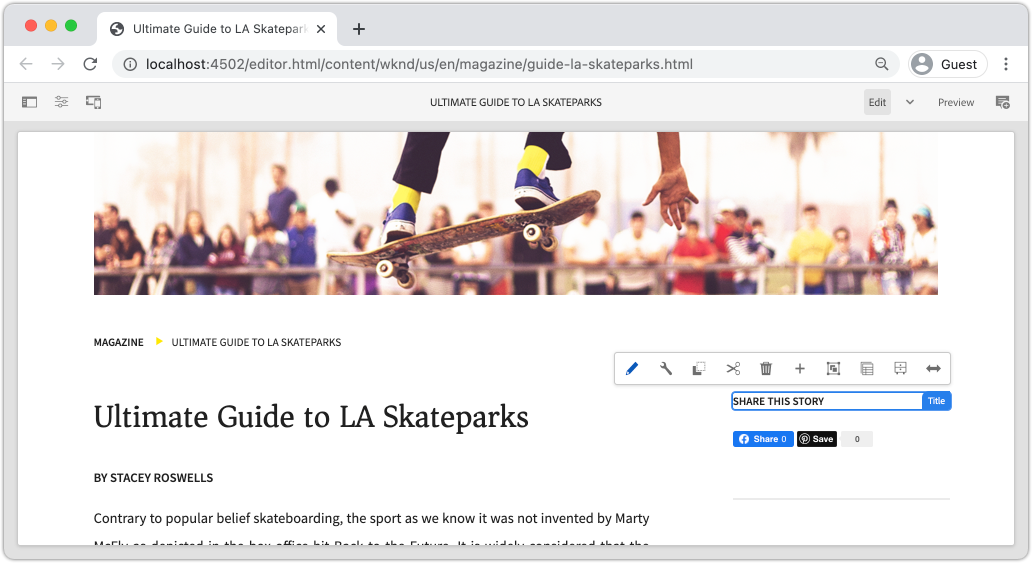 Ultimate Guide to LA Skatepark
localhost:4502/editor.html/content/wknd/us/en/magazine/guide-la-skateparks.html
Guest
ULTIMATE GUIDE TO LA SKATEPARKS
Edit
Preview
MAGAZINE ULTIMATE GUIDE TO LA SKATEPARKS
SHARE THIS STORY
Title
Ultimate Guide to LA Skateparks
Share 0
Save
0
BY STACEY ROSWELLS
Contrary to popular belief skateboarding, the sport as we know it was not invented by Marty
McFly as depicted in the box office hit Back to the Future. It is widely considered that the